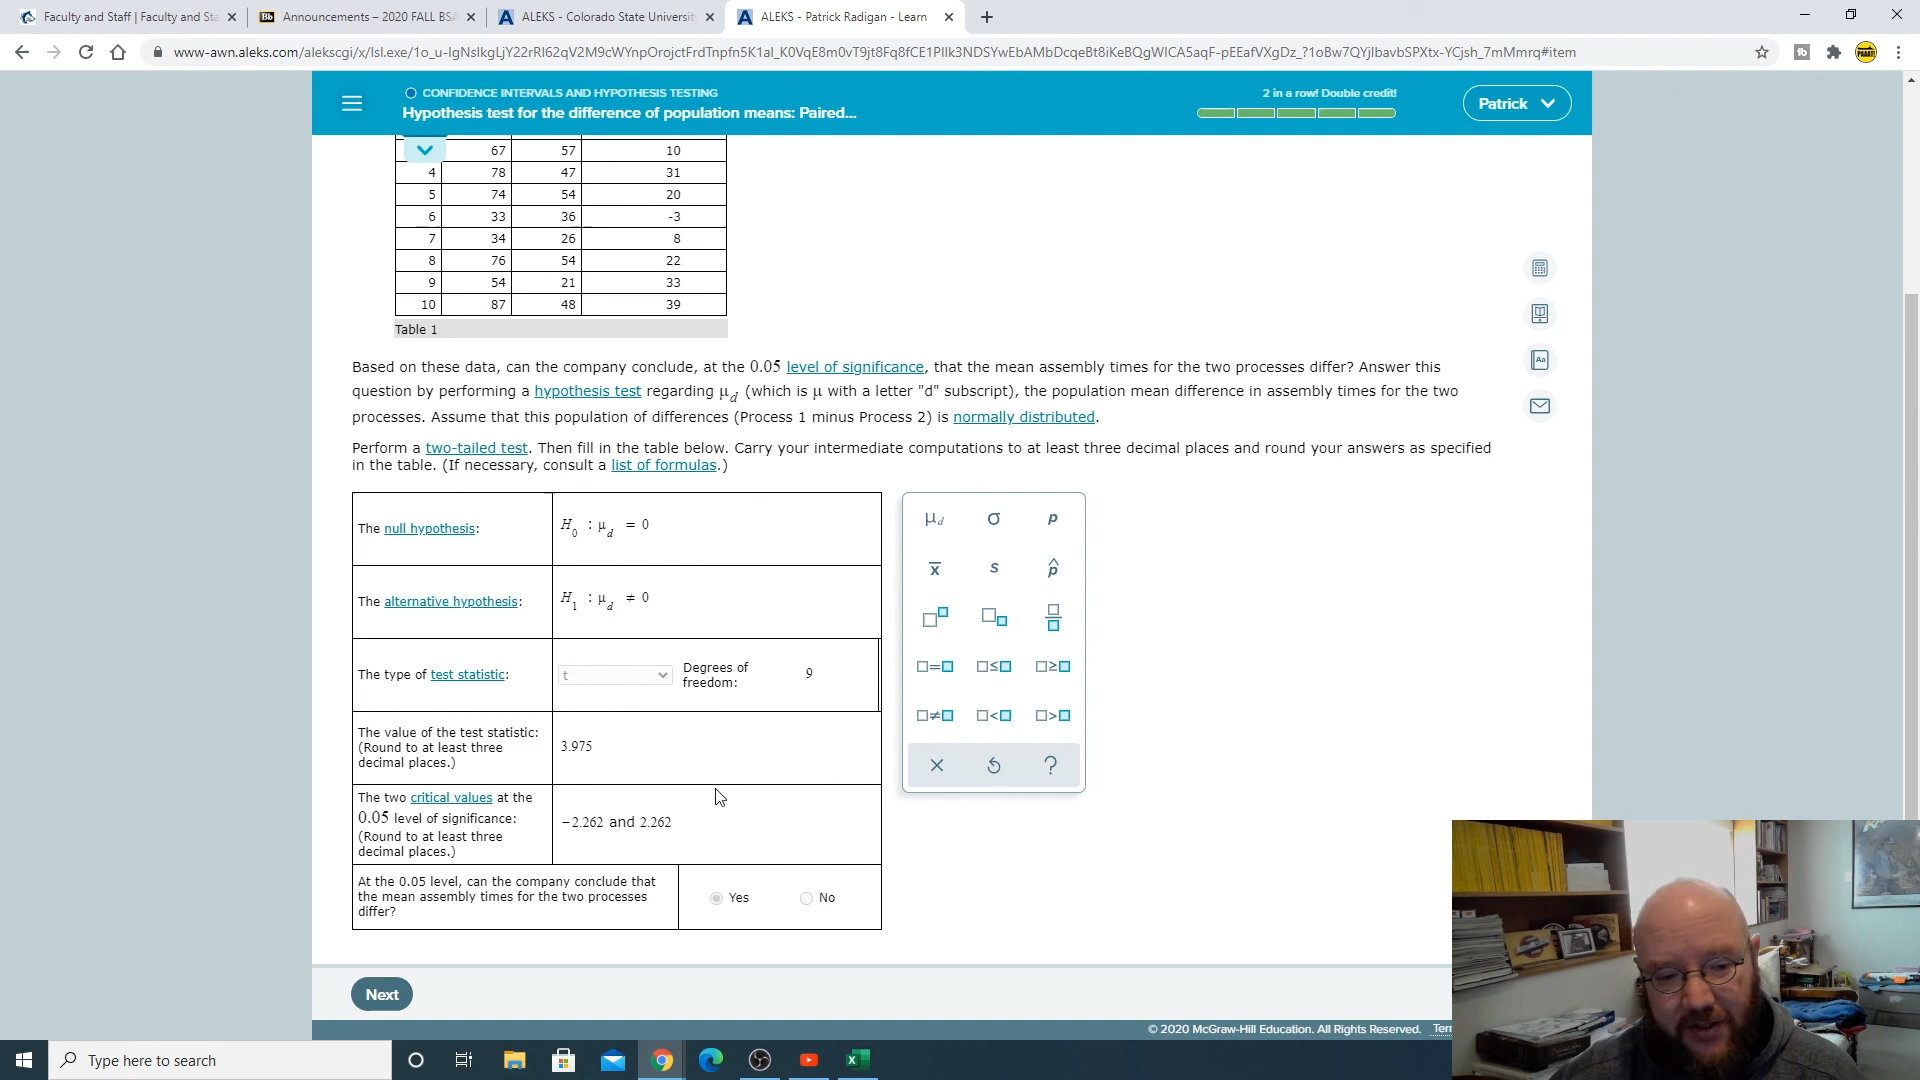 Faculty and Staff | Faculty and Sta
Announcements – 2020 FALL BSA
ALEKS - Colorado State University
ALEKS - Patrick Radigan - Learn
www-awn.aleks.com/alekscgi/x/Isl.exe/1o_u-IgNsIkgLjY22rRI62qV2M9cWYnpOrojctFrdTnpfn5K1al_K0VqE8m0vT9jt8Fq8fCE1PIIk3NDSYwEbAMbDcqeBt8iKeBQgWICA5aqF-pEEafVXgDz_?1oBw7QYjIbavbSPXtx-YCjsh_7mMmrq#item
CONFIDENCE INTERVALS AND HYPOTHESIS TESTING
Hypothesis test for the difference of population means: Paired...
2 in a row! Double credit!
Patrick
67 57 10
4 78 47 31
5 74 54 20
6 33 36 -3
7 34 26 8
8 76 54 22
9 54 21 33
10 87 48 39
Table 1
Based on these data, can the company conclude, at the 0.05 level of significance, that the mean assembly times for the two processes differ? Answer this
question by performing a hypothesis test regarding μd (which is μ with a letter "d" subscript), the population mean difference in assembly times for the two
processes. Assume that this population of differences (Process 1 minus Process 2) is normally distributed.
Perform a two-tailed test. Then fill in the table below. Carry your intermediate computations to at least three decimal places and round your answers as specified
in the table. (If necessary, consult a list of formulas.)
The null hypothesis:
H0 : μd = 0
The alternative hypothesis:
H1 : μd ≠ 0
The type of test statistic:
t
Degrees of
freedom:
9
The value of the test statistic:
(Round to at least three
decimal places.)
3.975
The two critical values at the
0.05 level of significance:
(Round to at least three
decimal places.)
−2.262 and 2.262
At the 0.05 level, can the company conclude that
the mean assembly times for the two processes
differ?
Yes
No
μd σ p
x̄ s p̂
□=□ □≤□ □≥□
□≠□ □<□ □>□
?
Next
© 2020 McGraw-Hill Education. All Rights Reserved. Terr
Type here to search